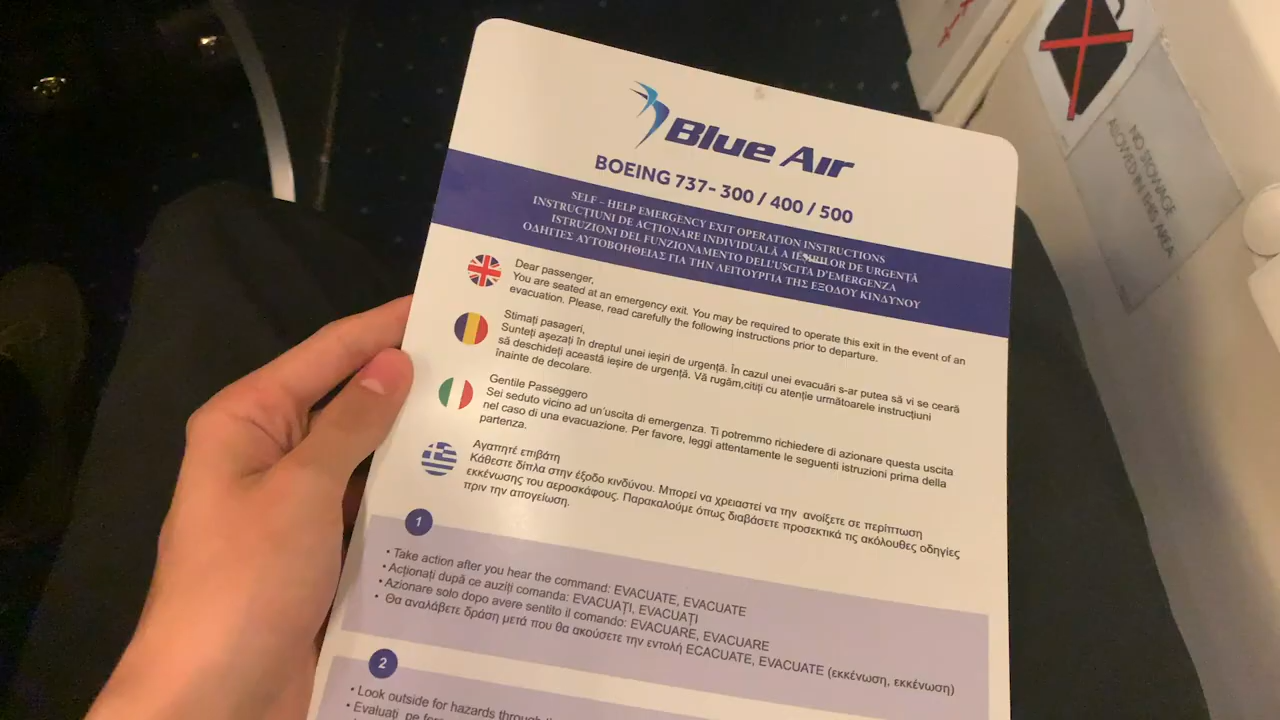 Blue Air
BOEING 737- 300 / 400 / 500
SELF - HELP EMERGENCY EXIT OPERATION INSTRUCTIONS
INSTRUCȚIUNI DE ACȚIONARE INDIVIDUALĂ A IEȘIRILOR DE URGENȚĂ
ISTRUZIONI DEL FUNZIONAMENTO DELL'USCITA D'EMERGENZA
ΟΔΗΓΙΕΣ ΑΥΤΟΒΟΗΘΕΙΑΣ ΓΙΑ ΤΗΝ ΛΕΙΤΟΥΡΓΙΑ ΤΗΣ ΕΞΟΔΟΥ ΚΙΝΔΥΝΟΥ
Dear passenger,
You are seated at an emergency exit. You may be required to operate this exit in the event of an
evacuation. Please, read carefully the following instructions prior to departure.
Stimați pasageri,
Sunteți așezați în dreptul unei ieșiri de urgență. În cazul unei evacuări s-ar putea să vi se ceară
să deschideți această ieșire de urgență. Vă rugăm,citiți cu atenție următoarele instrucțiuni
înainte de decolare.
Gentile Passeggero
Sei seduto vicino ad un'uscita di emergenza. Ti potremmo richiedere di azionare questa uscita
nel caso di una evacuazione. Per favore, leggi attentamente le seguenti istruzioni prima della
partenza.
Αγαπητέ επιβάτη
Κάθεστε δίπλα στην έξοδο κινδύνου. Μπορεί να χρειαστεί να την ανοίξετε σε περίπτωση
εκκένωσης του αεροσκάφους. Παρακαλούμε όπως διαβάσετε προσεκτικά τις ακόλουθες οδηγίες
πριν την απογείωση.
1
• Take action after you hear the command: EVACUATE, EVACUATE
• Acționați după ce auziți comanda: EVACUAȚI, EVACUAȚI
• Azionare solo dopo avere sentito il comando: EVACUARE, EVACUARE
• Θα αναλάβετε δράση μετά που θα ακούσετε την εντολή ECACUATE, EVACUATE (εκκένωση, εκκένωση)
2
• Look outside for hazards through
• Evaluați pe
NO STOWAGE
ALLOWED IN THIS AREA